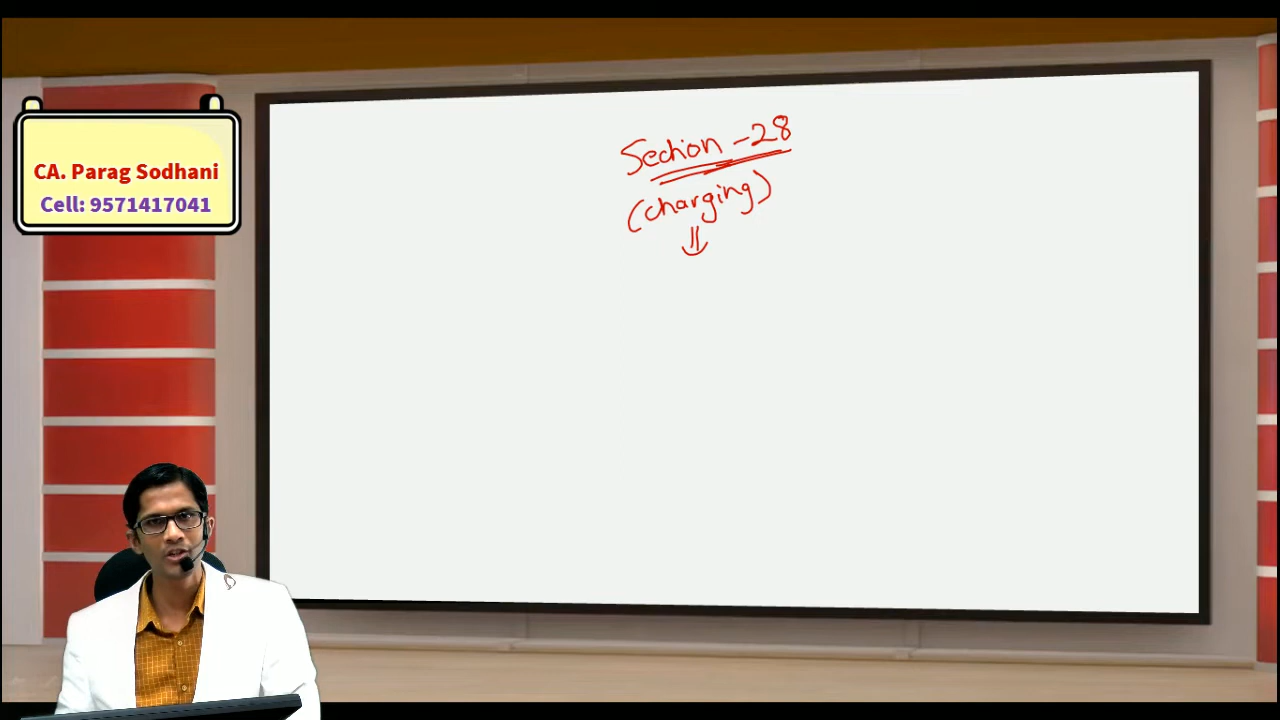 CA. Parag Sodhani
Cell: 9571417041
Section - 28
(charging)